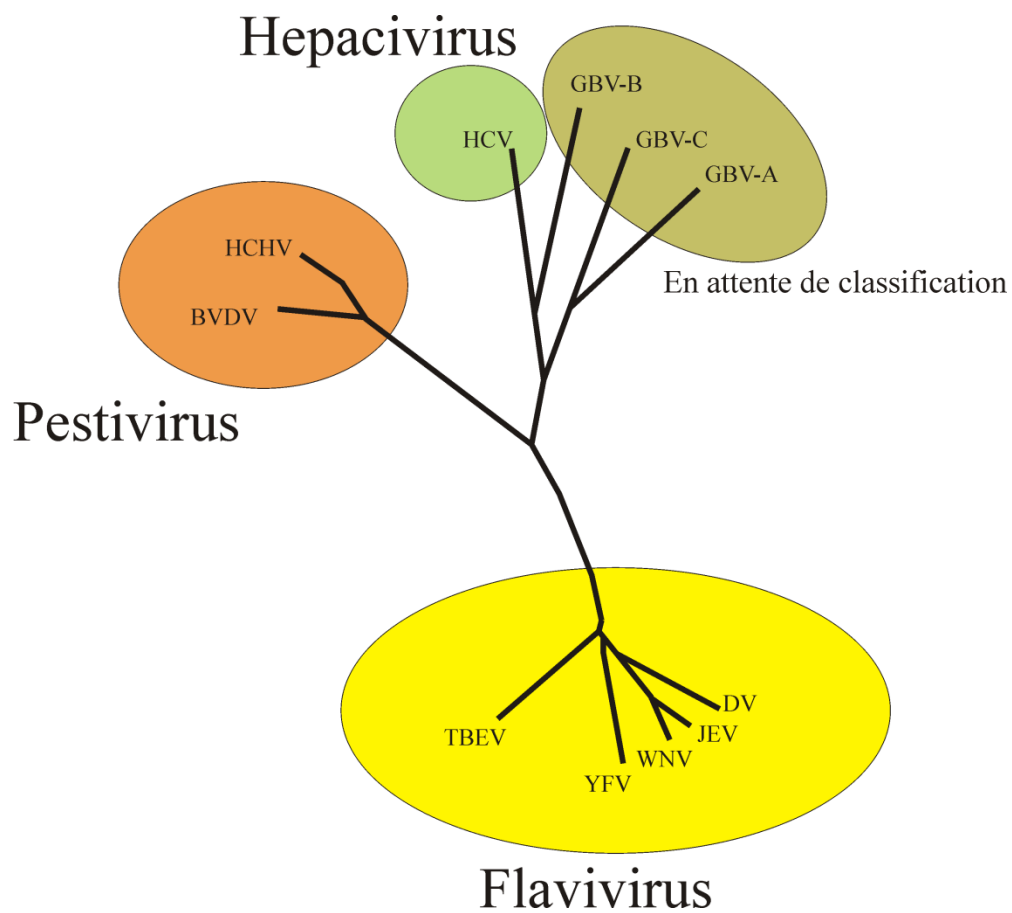 Hepacivirus
GBV-B
HCV
GBV-C
GBV-A
HCHV
En attente de classification
BVDV
Pestivirus
DV
TBEV
JEV
WNV
YFV
Flavivirus